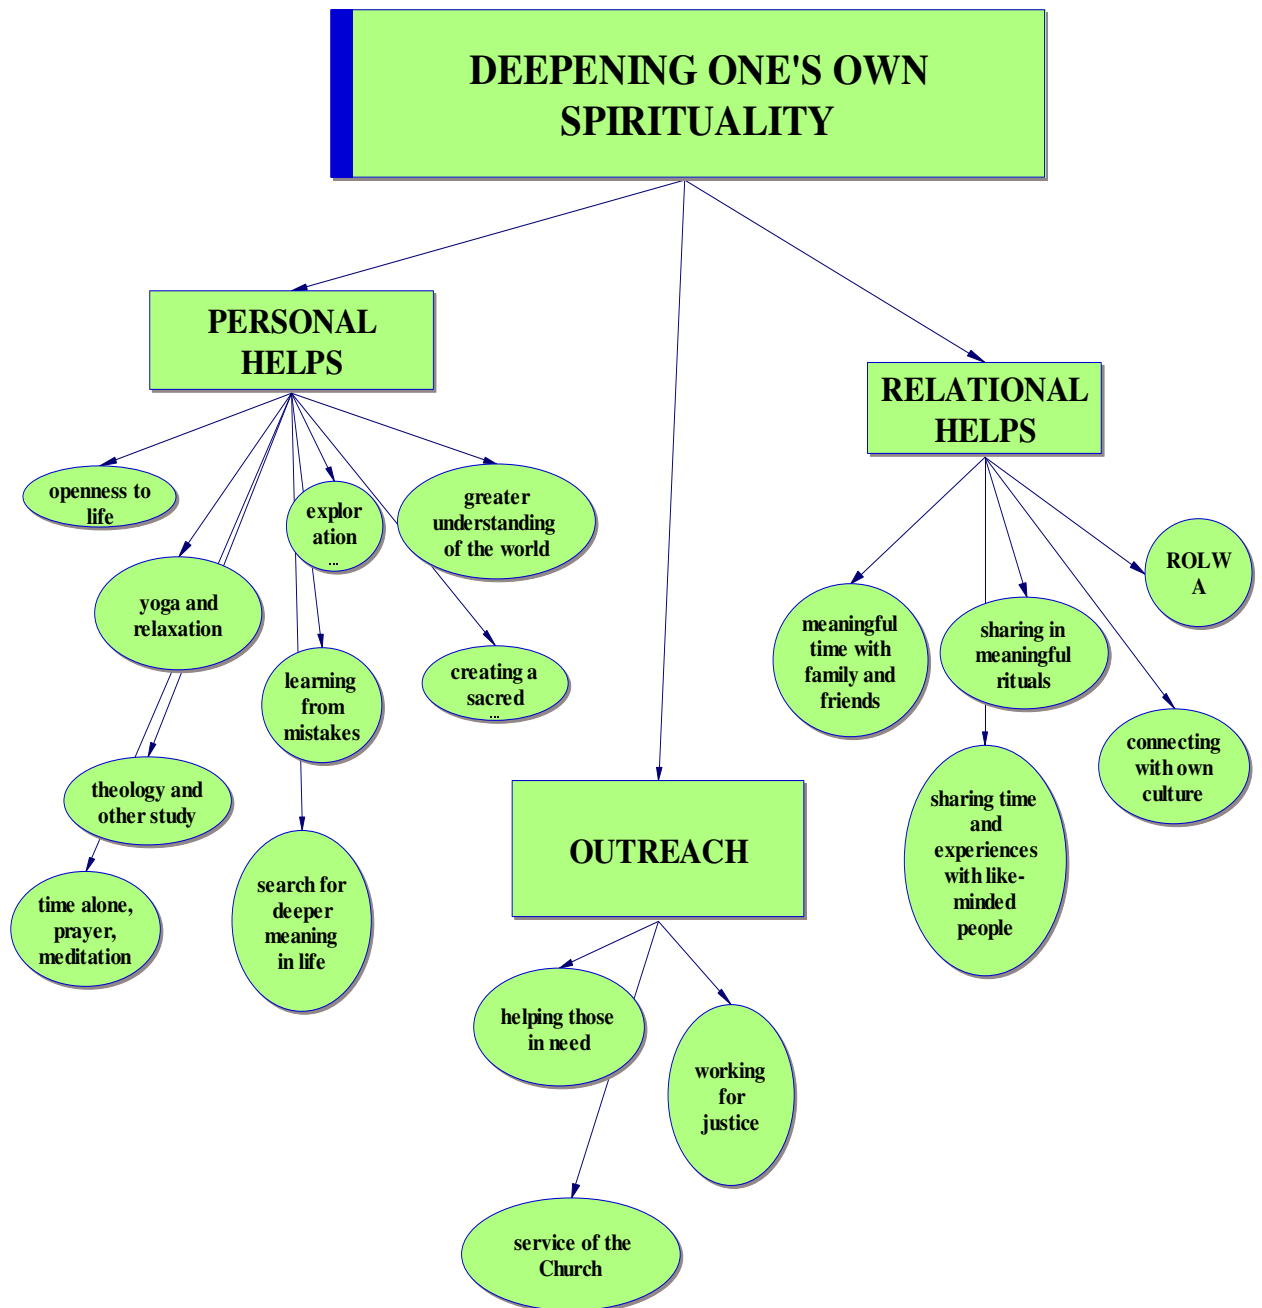 DEEPENING ONE'S OWN
SPIRITUALITY
PERSONAL
HELPS
RELATIONAL
HELPS
openness to
life
explor
ation
...
greater
understanding
of the world
yoga and
relaxation
learning
from
mistakes
creating a
sacred
...
theology and
other study
time alone,
prayer,
meditation
search for
deeper
meaning
in life
ROLW
A
meaningful
time with
family and
friends
sharing in
meaningful
rituals
connecting
with own
culture
sharing time
and
experiences
with like-
minded
people
OUTREACH
helping those
in need
working
for
justice
service of the
Church